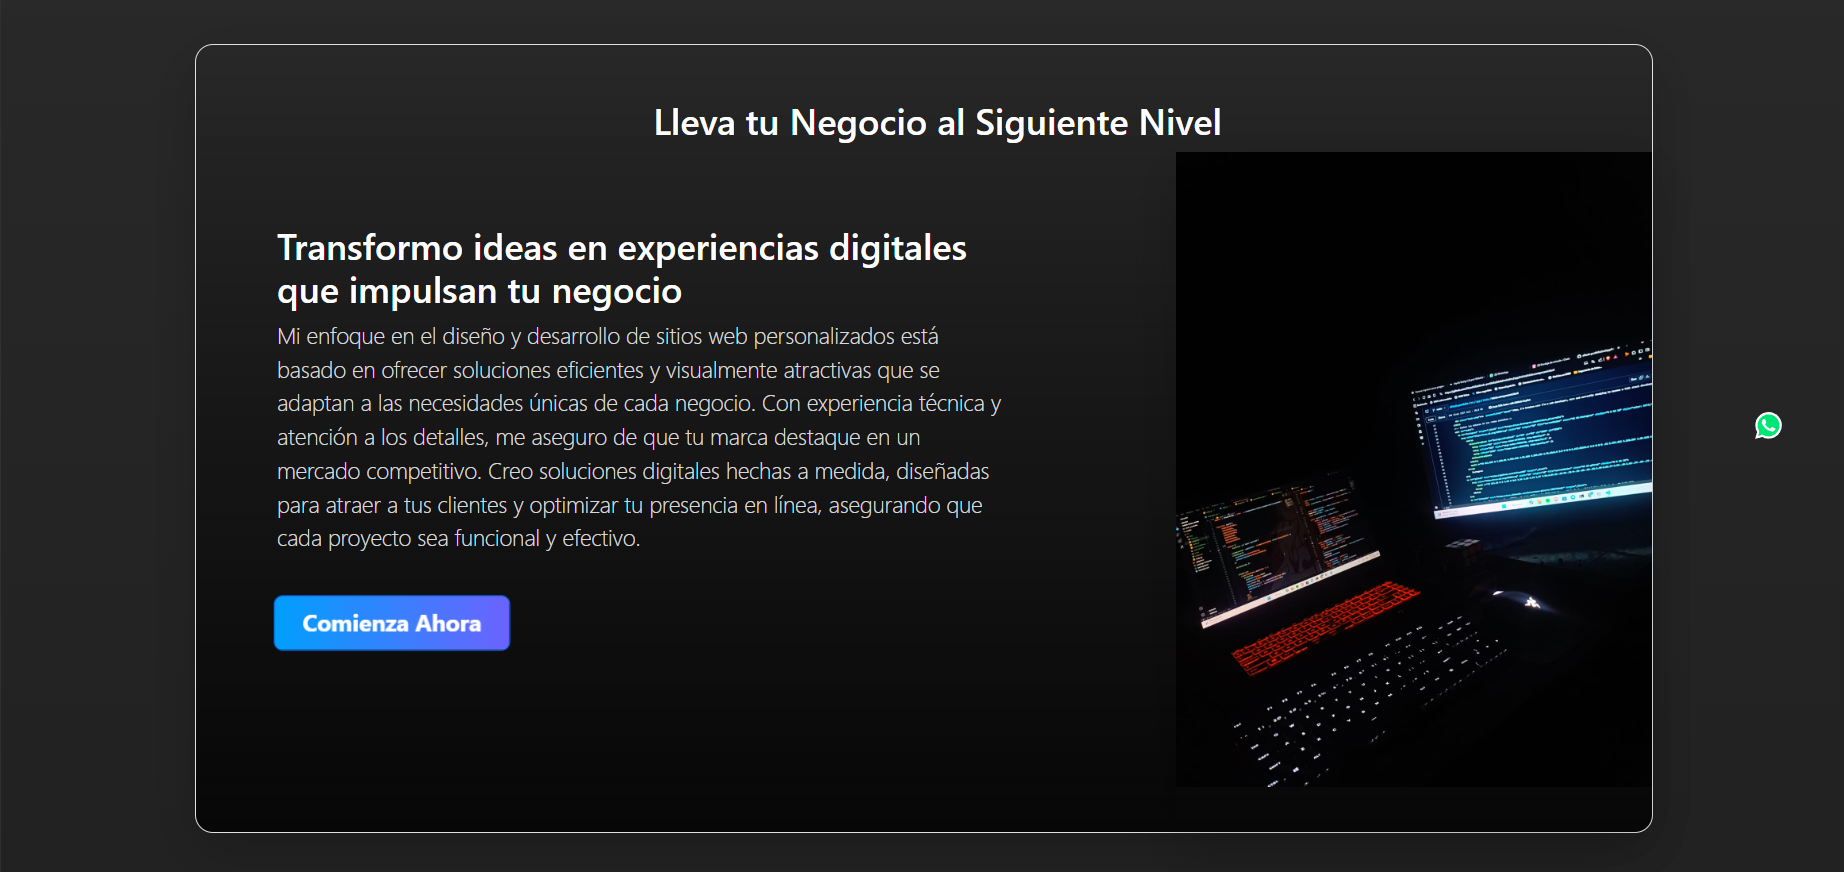 Lleva tu Negocio al Siguiente Nivel
Transformo ideas en experiencias digitales
que impulsan tu negocio
Mi enfoque en el diseño y desarrollo de sitios web personalizados está
basado en ofrecer soluciones eficientes y visualmente atractivas que se
adaptan a las necesidades únicas de cada negocio. Con experiencia técnica y
atención a los detalles, me aseguro de que tu marca destaque en un
mercado competitivo. Creo soluciones digitales hechas a medida, diseñadas
para atraer a tus clientes y optimizar tu presencia en línea, asegurando que
cada proyecto sea funcional y efectivo.
Comienza Ahora